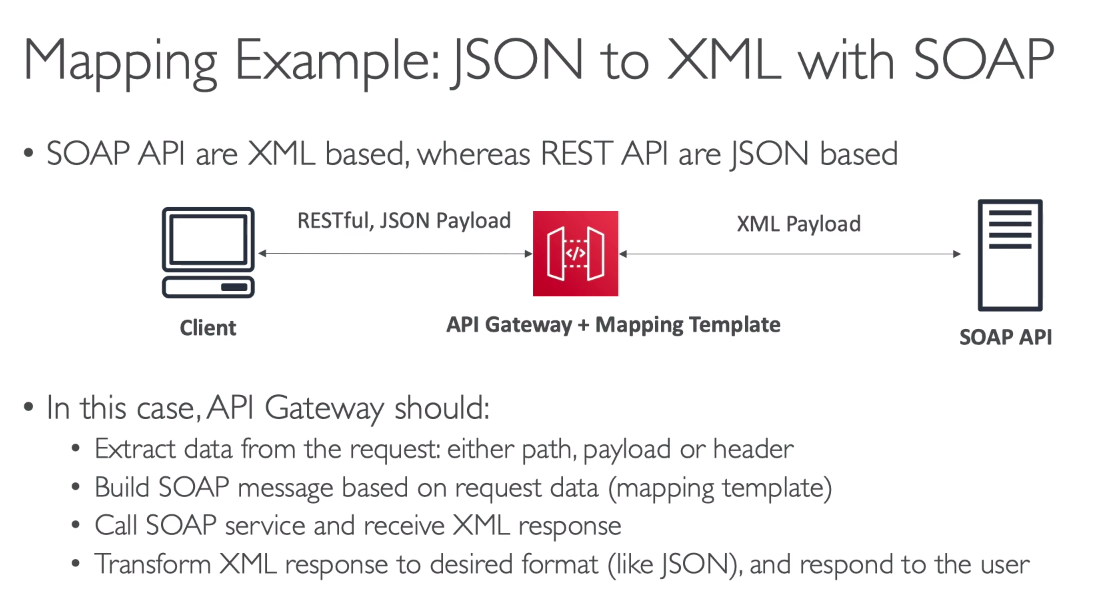 Mapping Example: JSON to XML with SOAP
• SOAP API are XML based, whereas REST API are JSON based
RESTful, JSON Payload
XML Payload
</>
Client
API Gateway + Mapping Template
SOAP API
• In this case, API Gateway should:
• Extract data from the request: either path, payload or header
• Build SOAP message based on request data (mapping template)
• Call SOAP service and receive XML response
• Transform XML response to desired format (like JSON), and respond to the user